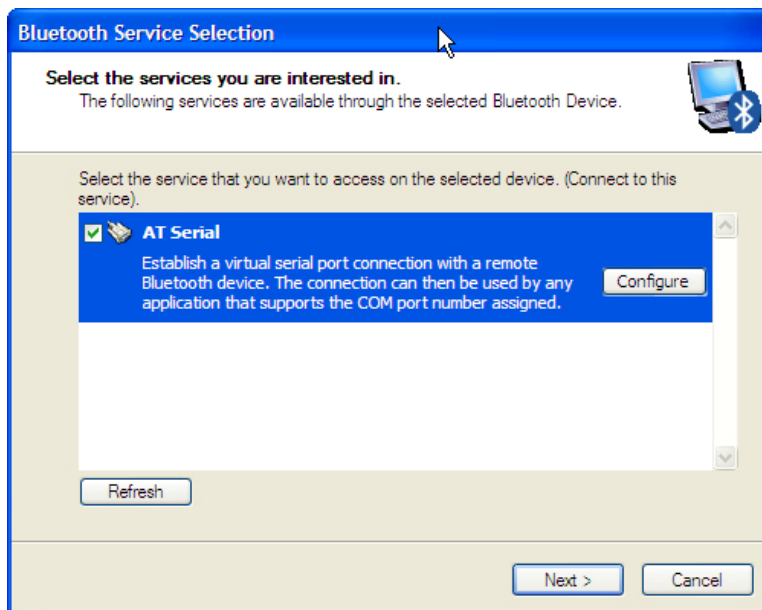 Bluetooth Service Selection
Select the services you are interested in.
The following services are available through the selected Bluetooth Device.
Select the service that you want to access on the selected device. (Connect to this
service).
AT Serial
Establish a virtual serial port connection with a remote
Bluetooth device. The connection can then be used by any
application that supports the COM port number assigned.
Configure
Refresh
Next >
Cancel